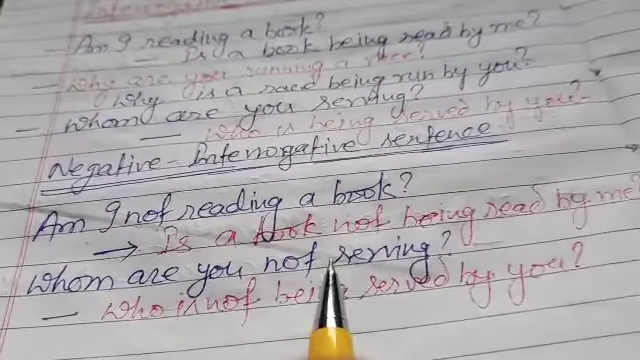 - Am I reading a book?
- Is a book being read by me?
- Why are you running a race?
Why is a race being run by you?
- Whom are you serving?
- Who is being served by you?
Negative - Interrogative sentence
Am I not reading a book?
→ Is a book not being read by me?
Whom are you not serving?
- Who is not being served by you?